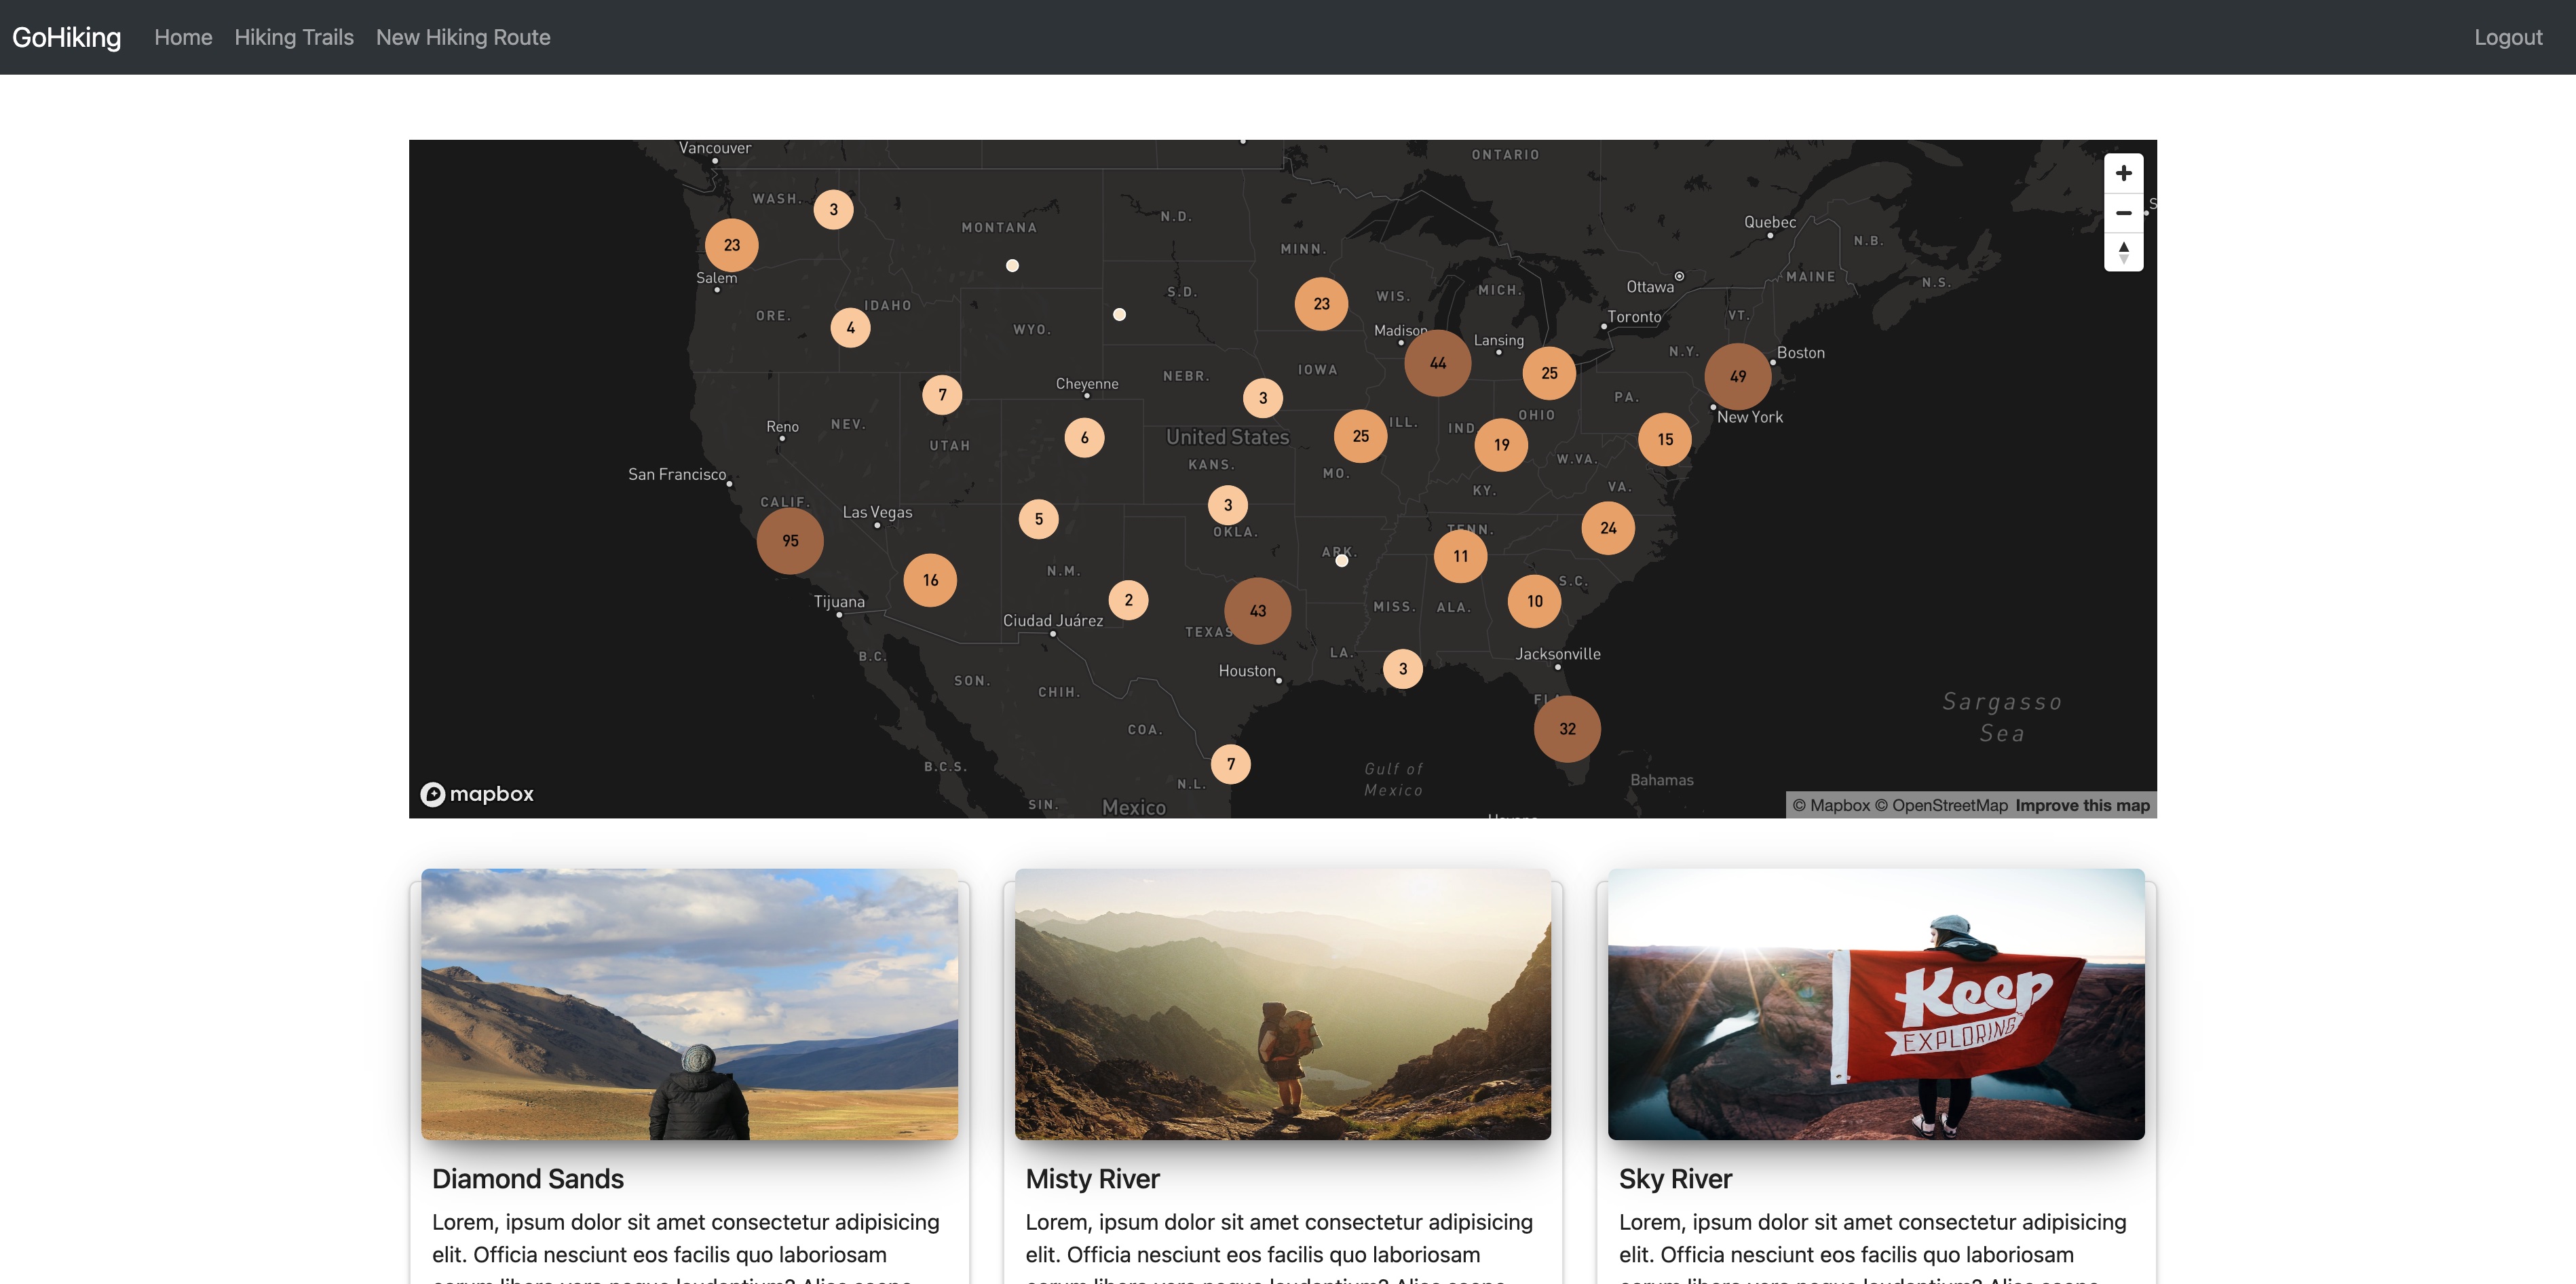 GoHiking Home Hiking Trails New Hiking Route Logout
Vancouver
ONTARIO
WASH.
3
MONTANA
N.D.
Quebec
N.B.
23
MINN.
Salem
Ottawa
MAINE
N.S.
IDAHO
S.D.
23
WIS.
MICH.
ORE.
4
WYO.
Madison
Lansing
Toronto
VT.
44
25
N.Y.
Boston
49
IOWA
NEBR.
Cheyenne
7
3
PA.
New York
OHIO
Reno
NEV.
UTAH
6
United States
25
ILL.
IND.
19
15
San Francisco
KANS.
MO.
W.VA.
KY.
VA.
CALIF.
Las Vegas
5
3
OKLA.
TENN.
24
95
ARK.
11
16
N.M.
S.C.
Tijuana
2
43
MISS.
ALA.
10
Ciudad Juárez
TEXAS
B.C.
LA.
Jacksonville
Houston
3
SON.
CHIH.
FLA.
Sargasso
Sea
COA.
32
B.C.S.
7
Gulf of
Mexico
N.L.
Bahamas
SIN.
Mexico
mapbox
© Mapbox © OpenStreetMap Improve this map
Keep
EXPLORING
Diamond Sands
Lorem, ipsum dolor sit amet consectetur adipisicing
elit. Officia nesciunt eos facilis quo laboriosam
Misty River
Lorem, ipsum dolor sit amet consectetur adipisicing
elit. Officia nesciunt eos facilis quo laboriosam
Sky River
Lorem, ipsum dolor sit amet consectetur adipisicing
elit. Officia nesciunt eos facilis quo laboriosam